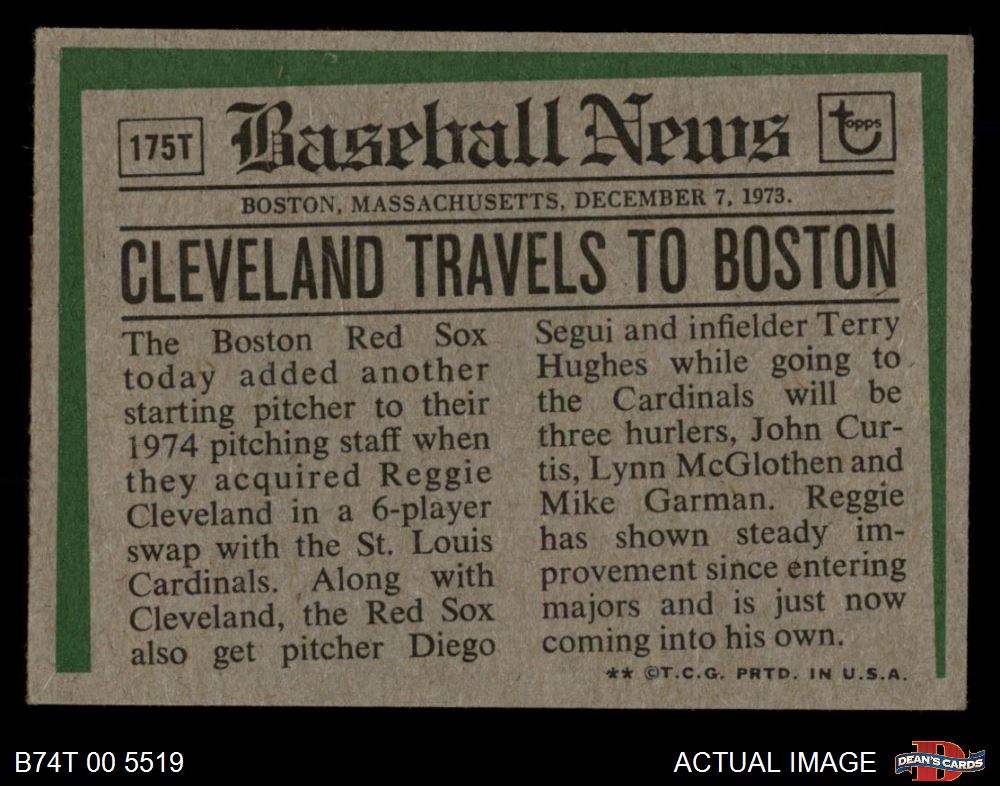 175T
Baseball News
topps
BOSTON, MASSACHUSETTS, DECEMBER 7, 1973.
CLEVELAND TRAVELS TO BOSTON
The Boston Red Sox
today added another
starting pitcher to their
1974 pitching staff when
they acquired Reggie
Cleveland in a 6-player
swap with the St. Louis
Cardinals. Along with
Cleveland, the Red Sox
also get pitcher Diego
Segui and infielder Terry
Hughes while going to
the Cardinals will be
three hurlers, John Cur-
tis, Lynn McGlothen and
Mike Garman. Reggie
has shown steady im-
provement since entering
majors and is just now
coming into his own.
** ©T.C.G. PRTD. IN U.S.A.
B74T 00 5519
ACTUAL IMAGE
D
DEAN'S CARDS